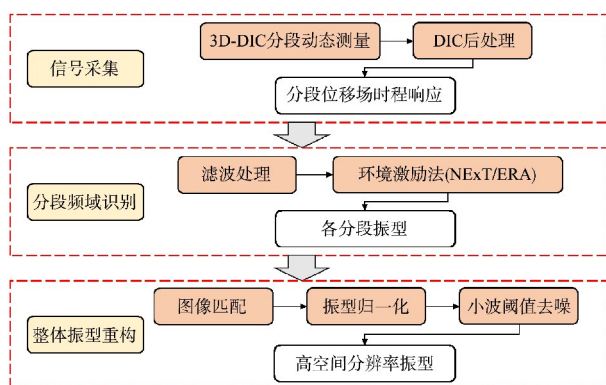 3D-DIC分段动态测量
DIC后处理
信号采集
分段位移场时程响应
滤波处理
环境激励法(NExT/ERA)
分段频域识别
各分段振型
图像匹配
振型归一化
小波阈值去噪
整体振型重构
高空间分辨率振型